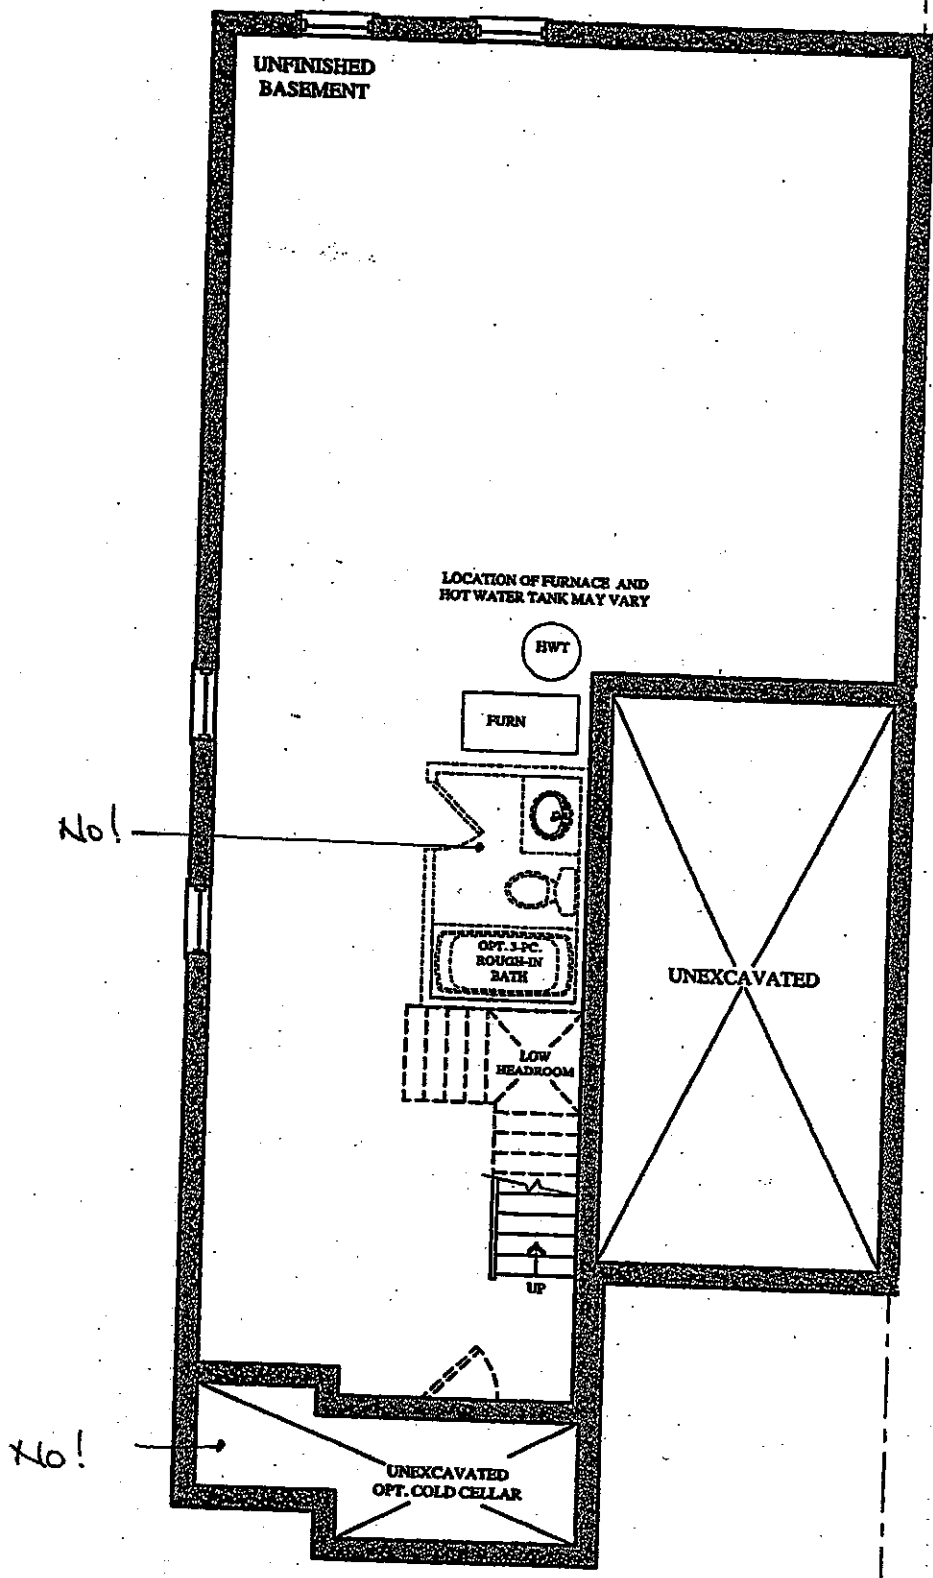 UNFINISHED
BASEMENT
LOCATION OF FURNACE AND
HOT WATER TANK MAY VARY
HWT
FURN
No!
OPT. 3-PC.
ROUGH-IN
BATH
UNEXCAVATED
LOW
HEADROOM
UP
No!
UNEXCAVATED
OPT. COLD CELLAR